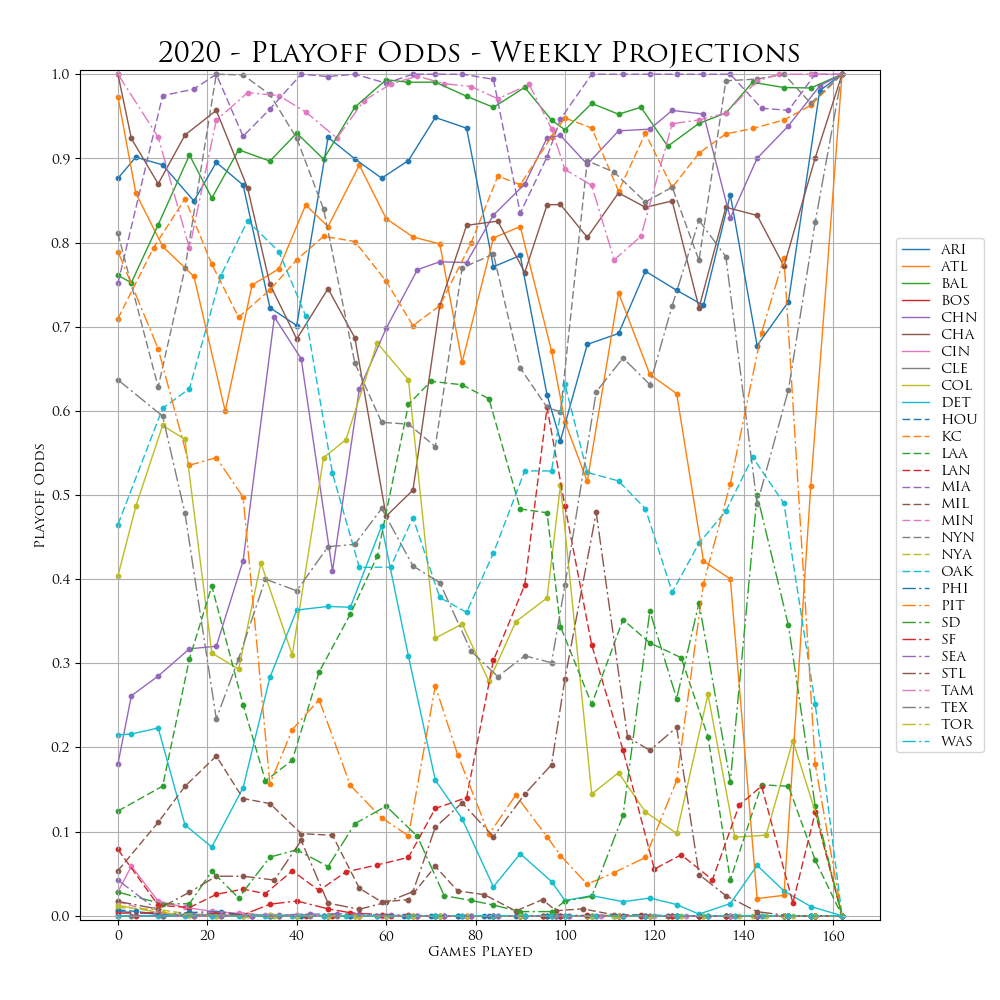 2020 - Playoff Odds - Weekly Projections
1.0
0.9
0.8
0.7
0.6
0.5
0.4
0.3
0.2
0.1
0.0
Playoff Odds
0 20 40 60 80 100 120 140 160
Games Played
ARI
ATL
BAL
BOS
CHN
CHA
CIN
CLE
COL
DET
HOU
KC
LAA
LAN
MIA
MIL
MIN
NYN
NYA
OAK
PHI
PIT
SD
SF
SEA
STL
TAM
TEX
TOR
WAS